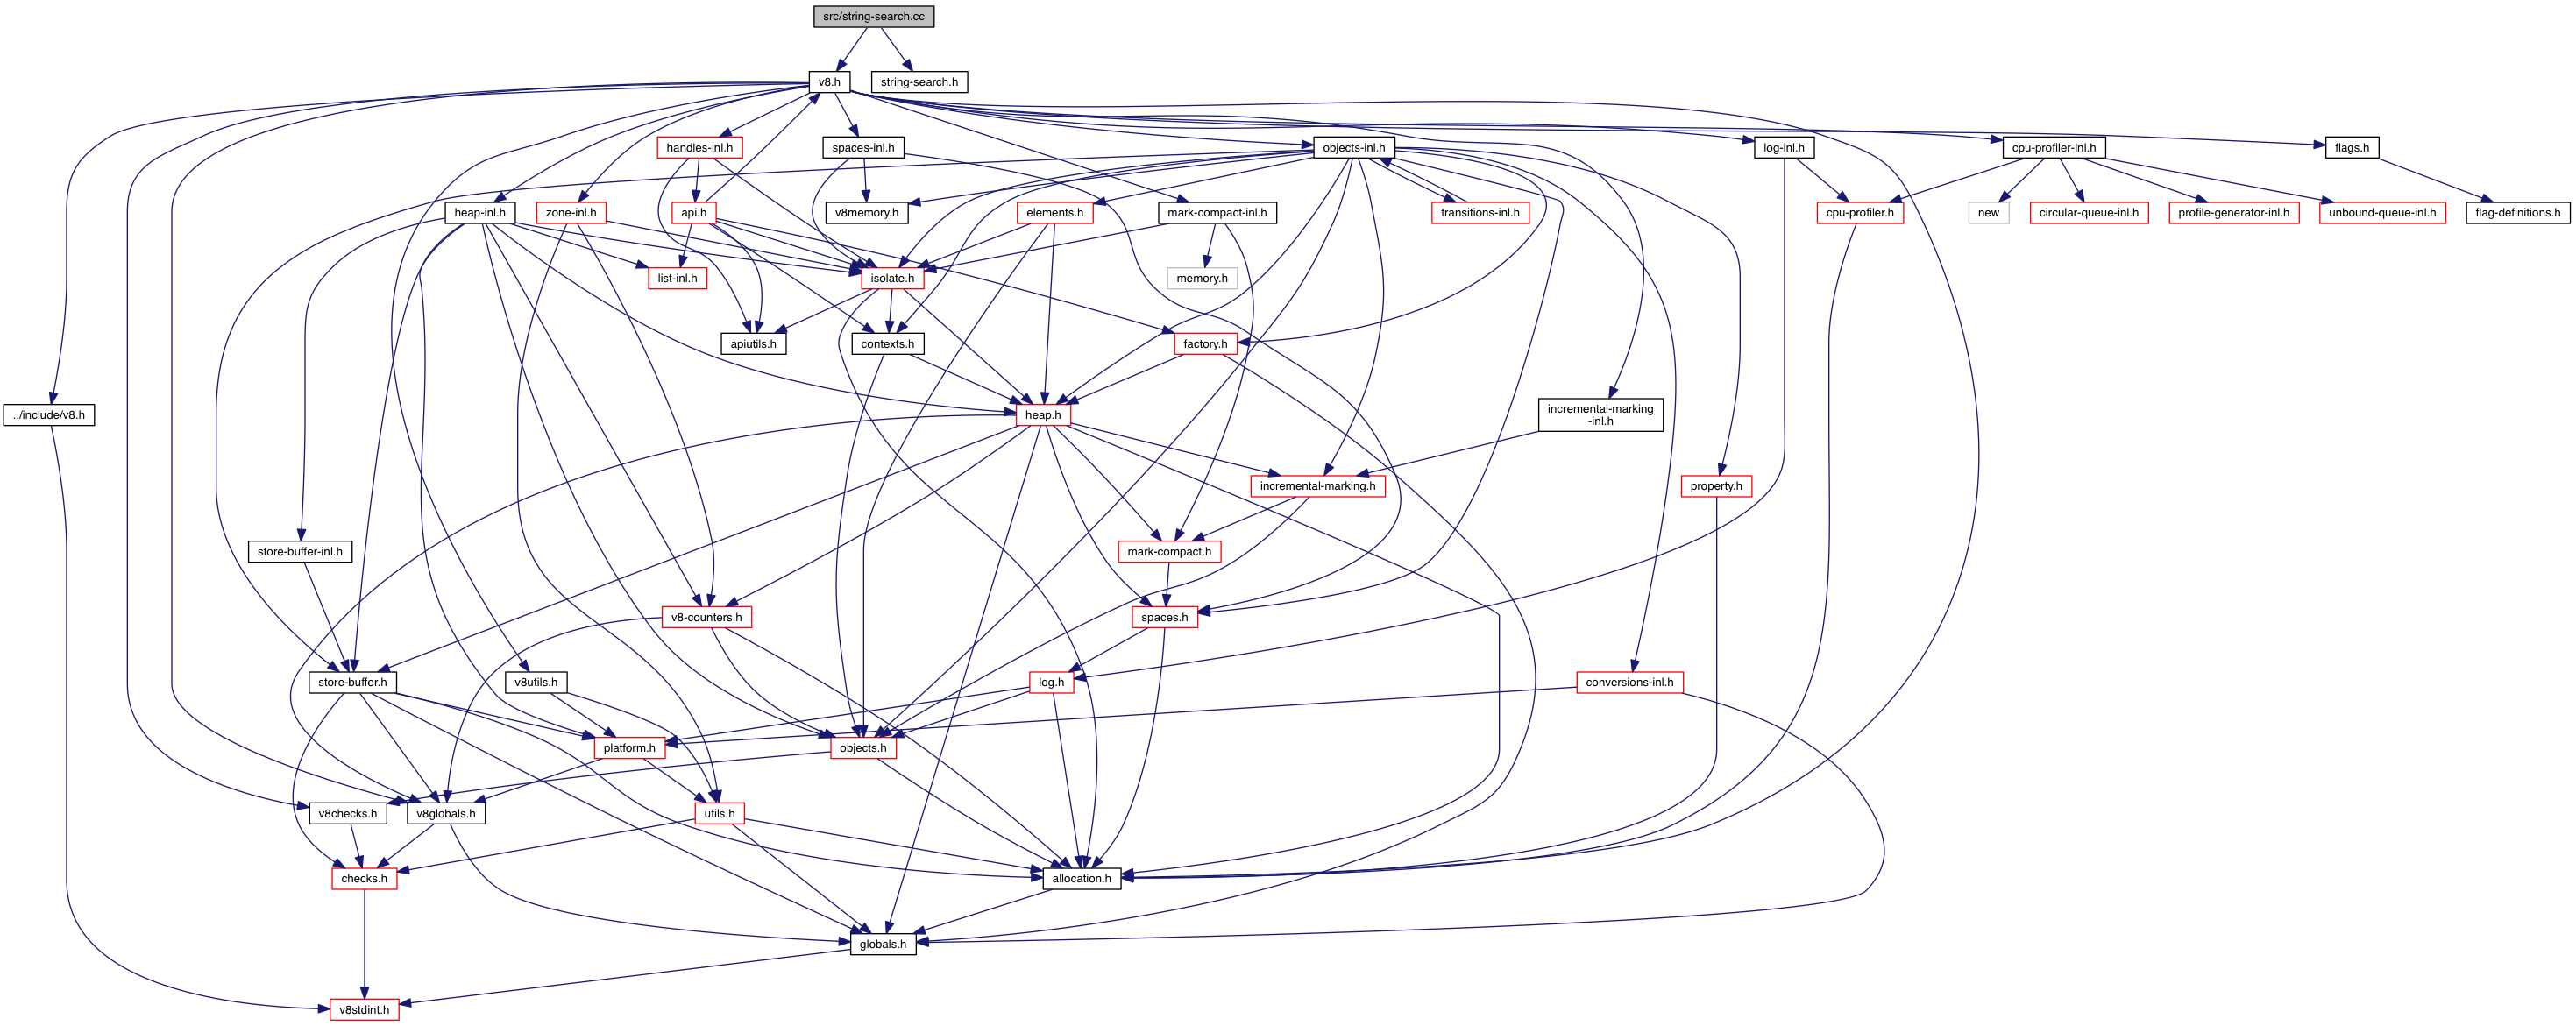 src/string-search.cc
v8.h
string-search.h
handles-inl.h
spaces-inl.h
objects-inl.h
log-inl.h
cpu-profiler-inl.h
flags.h
heap-inl.h
zone-inl.h
api.h
v8memory.h
elements.h
mark-compact-inl.h
transitions-inl.h
cpu-profiler.h
new
circular-queue-inl.h
profile-generator-inl.h
unbound-queue-inl.h
flag-definitions.h
list-inl.h
isolate.h
memory.h
apiutils.h
contexts.h
factory.h
../include/v8.h
heap.h
incremental-marking
-inl.h
incremental-marking.h
property.h
store-buffer-inl.h
mark-compact.h
v8-counters.h
spaces.h
store-buffer.h
v8utils.h
log.h
conversions-inl.h
platform.h
objects.h
v8checks.h
v8globals.h
utils.h
checks.h
allocation.h
globals.h
v8stdint.h